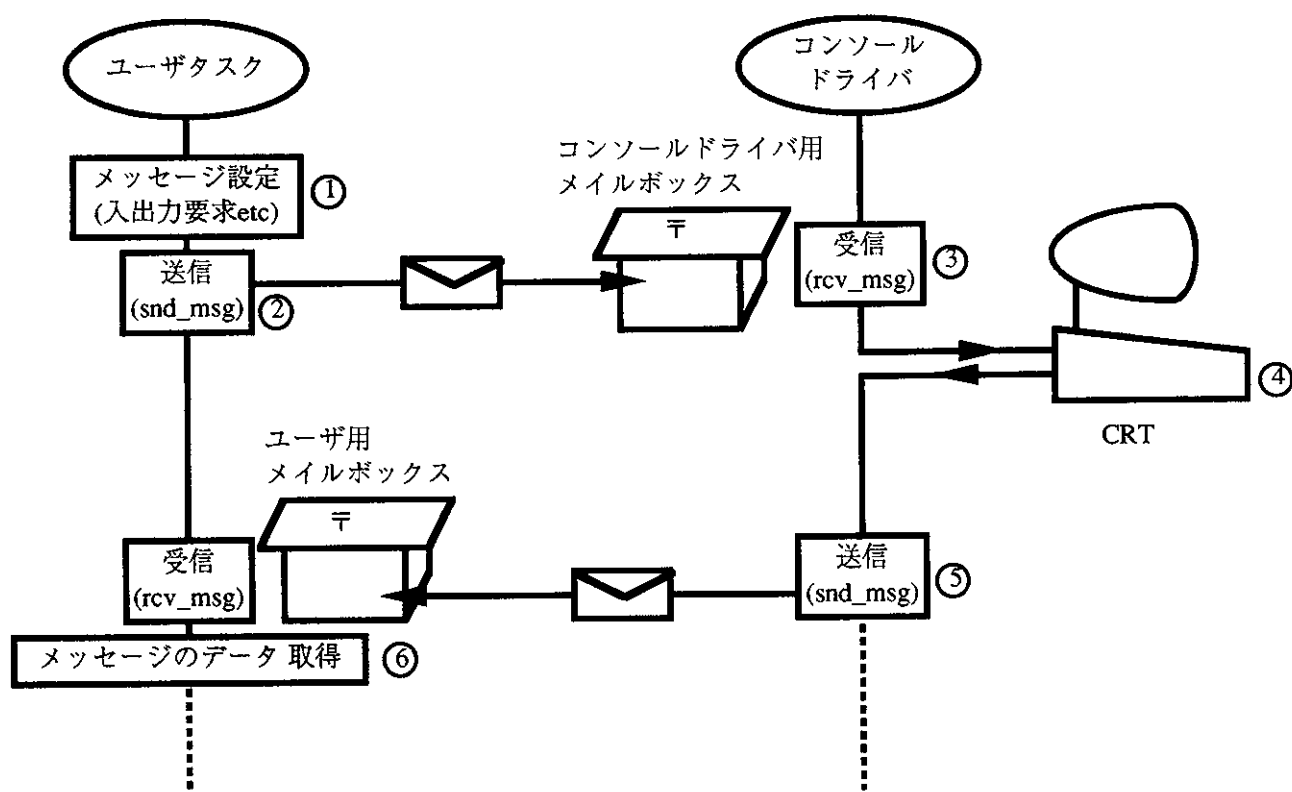 ユーザタスク
コンソール
ドライバ
メッセージ設定
(入出力要求etc)
①
コンソールドライバ用
メイルボックス
〒
送信
(snd_msg)
②
受信
(rcv_msg)
③
④
CRT
ユーザ用
メイルボックス
〒
受信
(rcv_msg)
送信
(snd_msg)
⑤
メッセージのデータ 取得
⑥